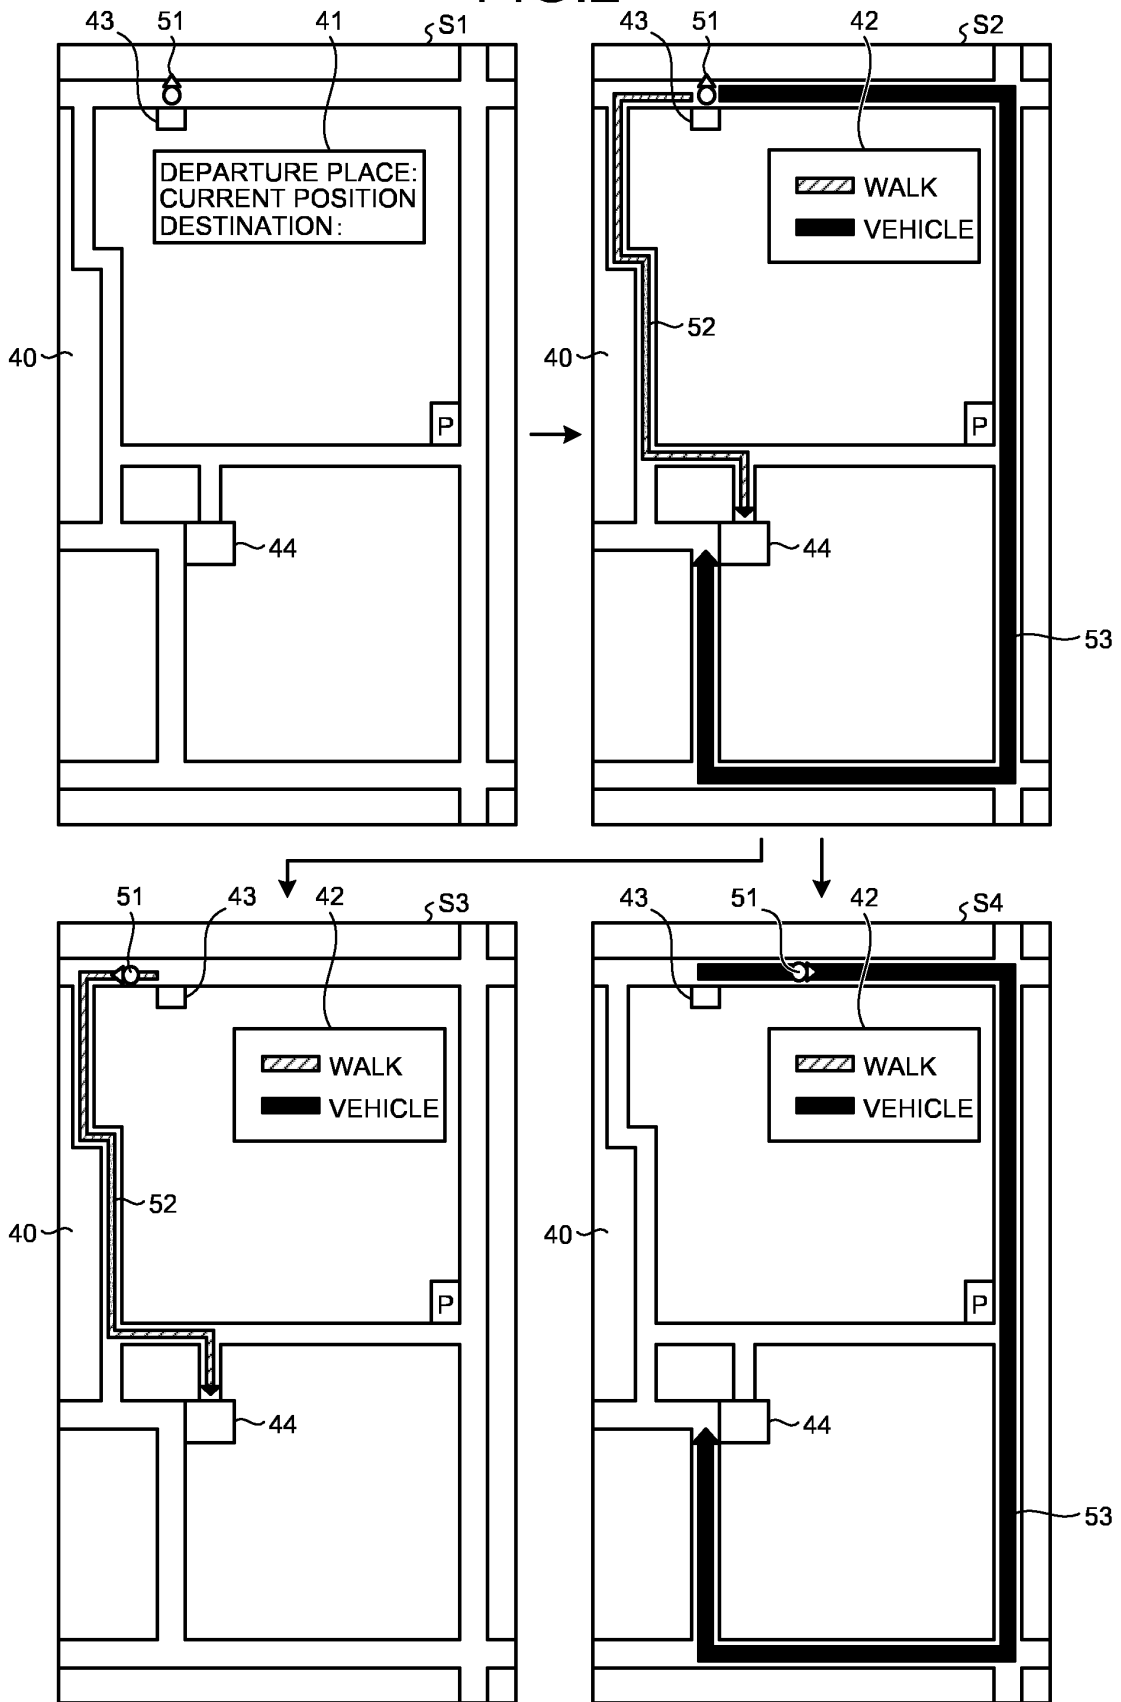 FIG.2
43 51 41 S1
DEPARTURE PLACE:
CURRENT POSITION
DESTINATION:
40
P
44
43 51 42 S2
WALK
VEHICLE
52
40
P
44
53
51 43 42 S3
WALK
VEHICLE
52
40
P
44
43 51 42 S4
WALK
VEHICLE
40
P
44
53